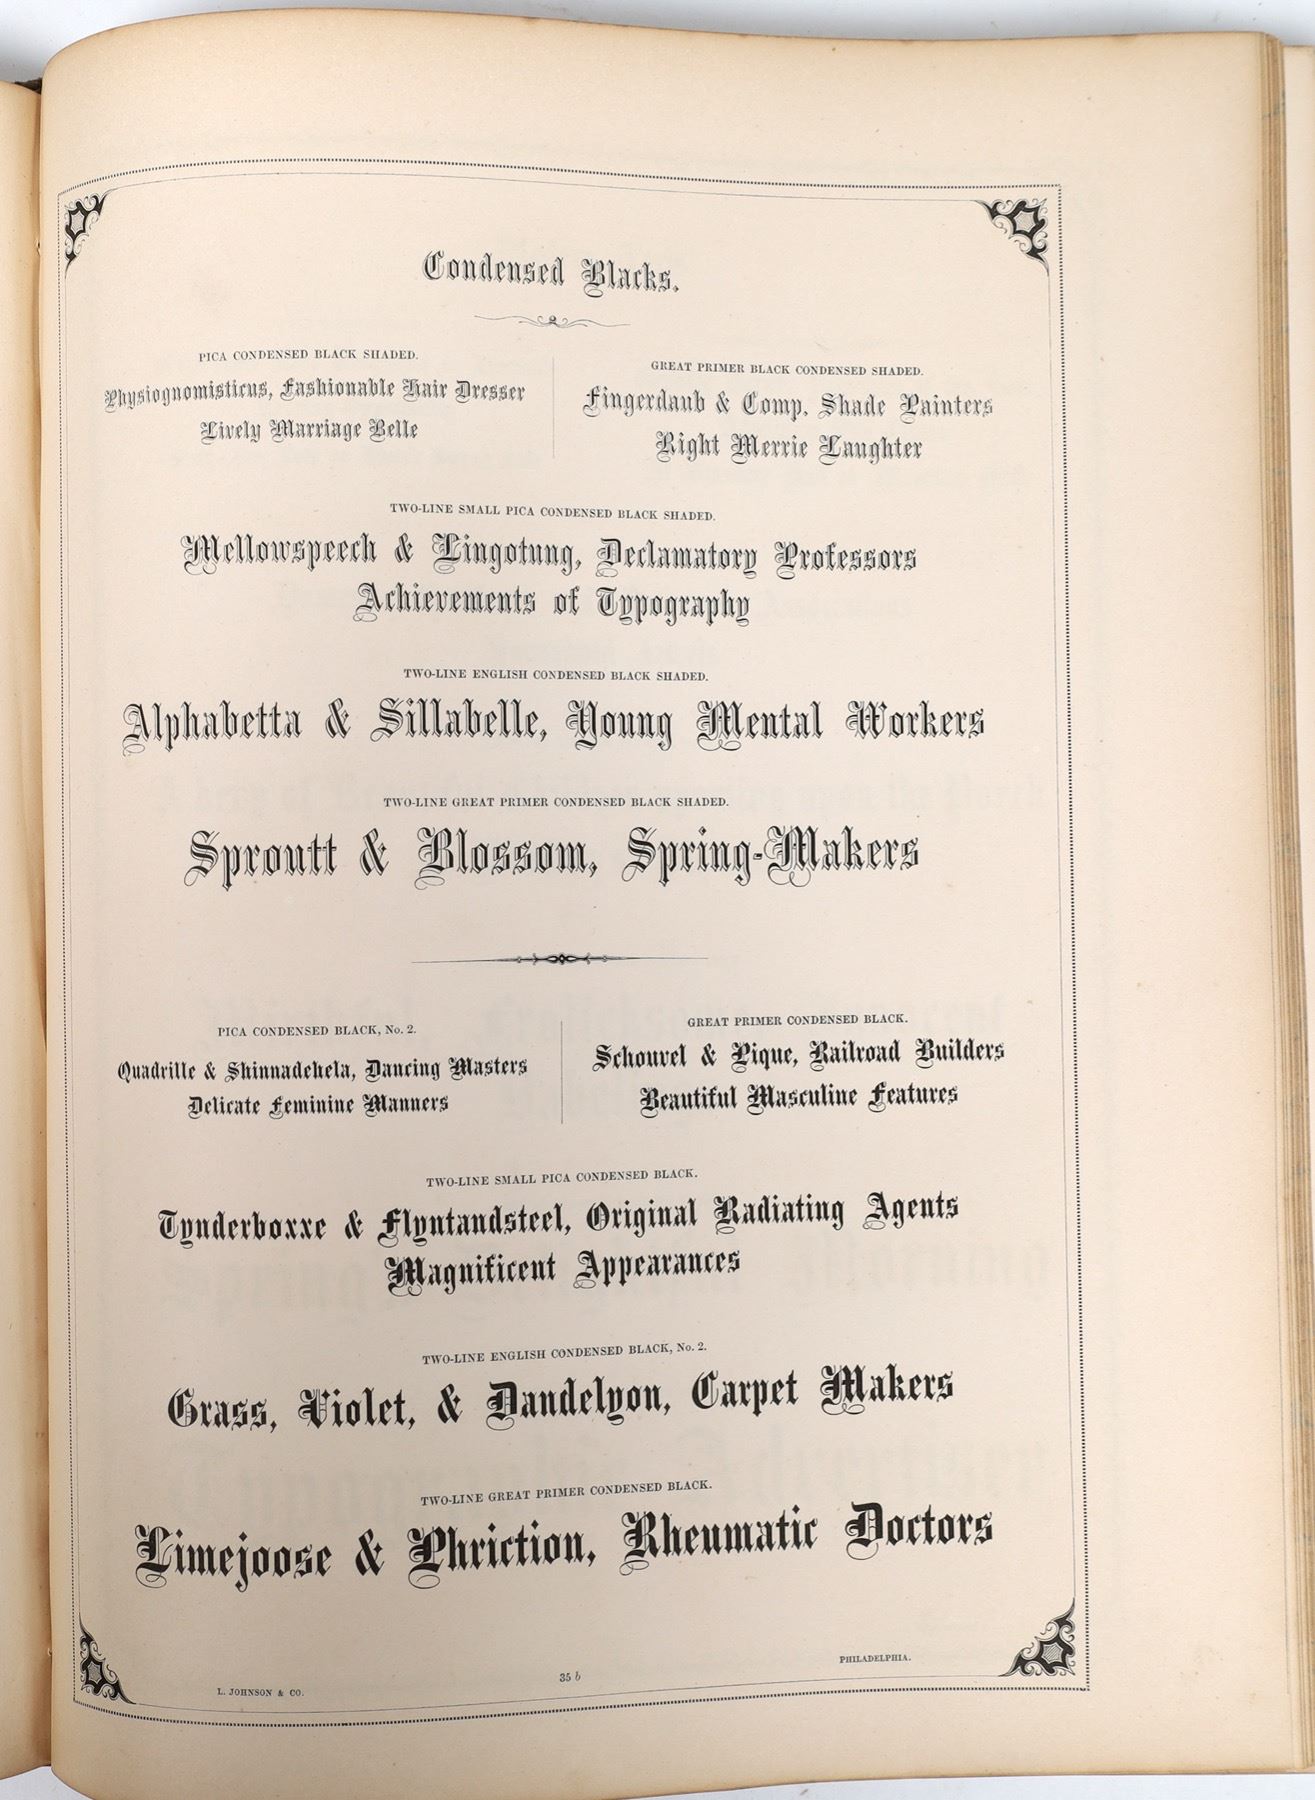 Condensed Blacks.
PICA CONDENSED BLACK SHADED.
Physiognomisticus, Fashionable Hair Dresser
Lively Marriage Belle
GREAT PRIMER BLACK CONDENSED SHADED.
Fingerdaub & Comp. Shade Painters
Right Merrie Laughter
TWO-LINE SMALL PICA CONDENSED BLACK SHADED.
Mellowspeech & Lingotung, Declamatory Professors
Achievements of Typography
TWO-LINE ENGLISH CONDENSED BLACK SHADED.
Alphabetta & Sillabelle, Young Mental Workers
TWO-LINE GREAT PRIMER CONDENSED BLACK SHADED.
Sproutt & Blossom, Spring-Makers
PICA CONDENSED BLACK, No. 2.
Quadrille & Shinnadehela, Dancing Masters
Delicate Feminine Manners
GREAT PRIMER CONDENSED BLACK.
Schouvel & Pique, Railroad Builders
Beautiful Masculine Features
TWO-LINE SMALL PICA CONDENSED BLACK.
Tynderboxxe & Flyntandsteel, Original Radiating Agents
Magnificent Appearances
TWO-LINE ENGLISH CONDENSED BLACK, No. 2.
Grass, Violet, & Dandelyon, Carpet Makers
TWO-LINE GREAT PRIMER CONDENSED BLACK.
Limejoose & Phriction, Rheumatic Doctors
L. JOHNSON & CO.
35 b
PHILADELPHIA.